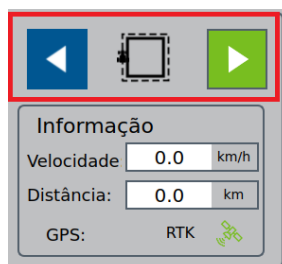 Informação
Velocidade 0.0 km/h
Distância: 0.0 km
GPS: RTK